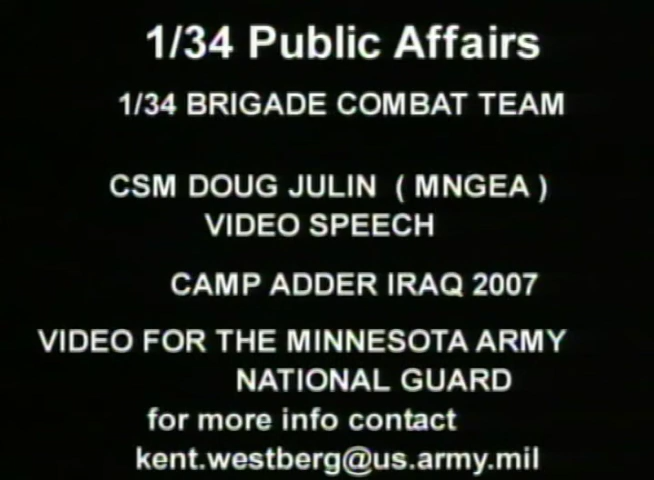 1/34 Public Affairs
1/34 BRIGADE COMBAT TEAM
CSM DOUG JULIN ( MNGEA )
VIDEO SPEECH
CAMP ADDER IRAQ 2007
VIDEO FOR THE MINNESOTA ARMY
NATIONAL GUARD
for more info contact
kent.westberg@us.army.mil